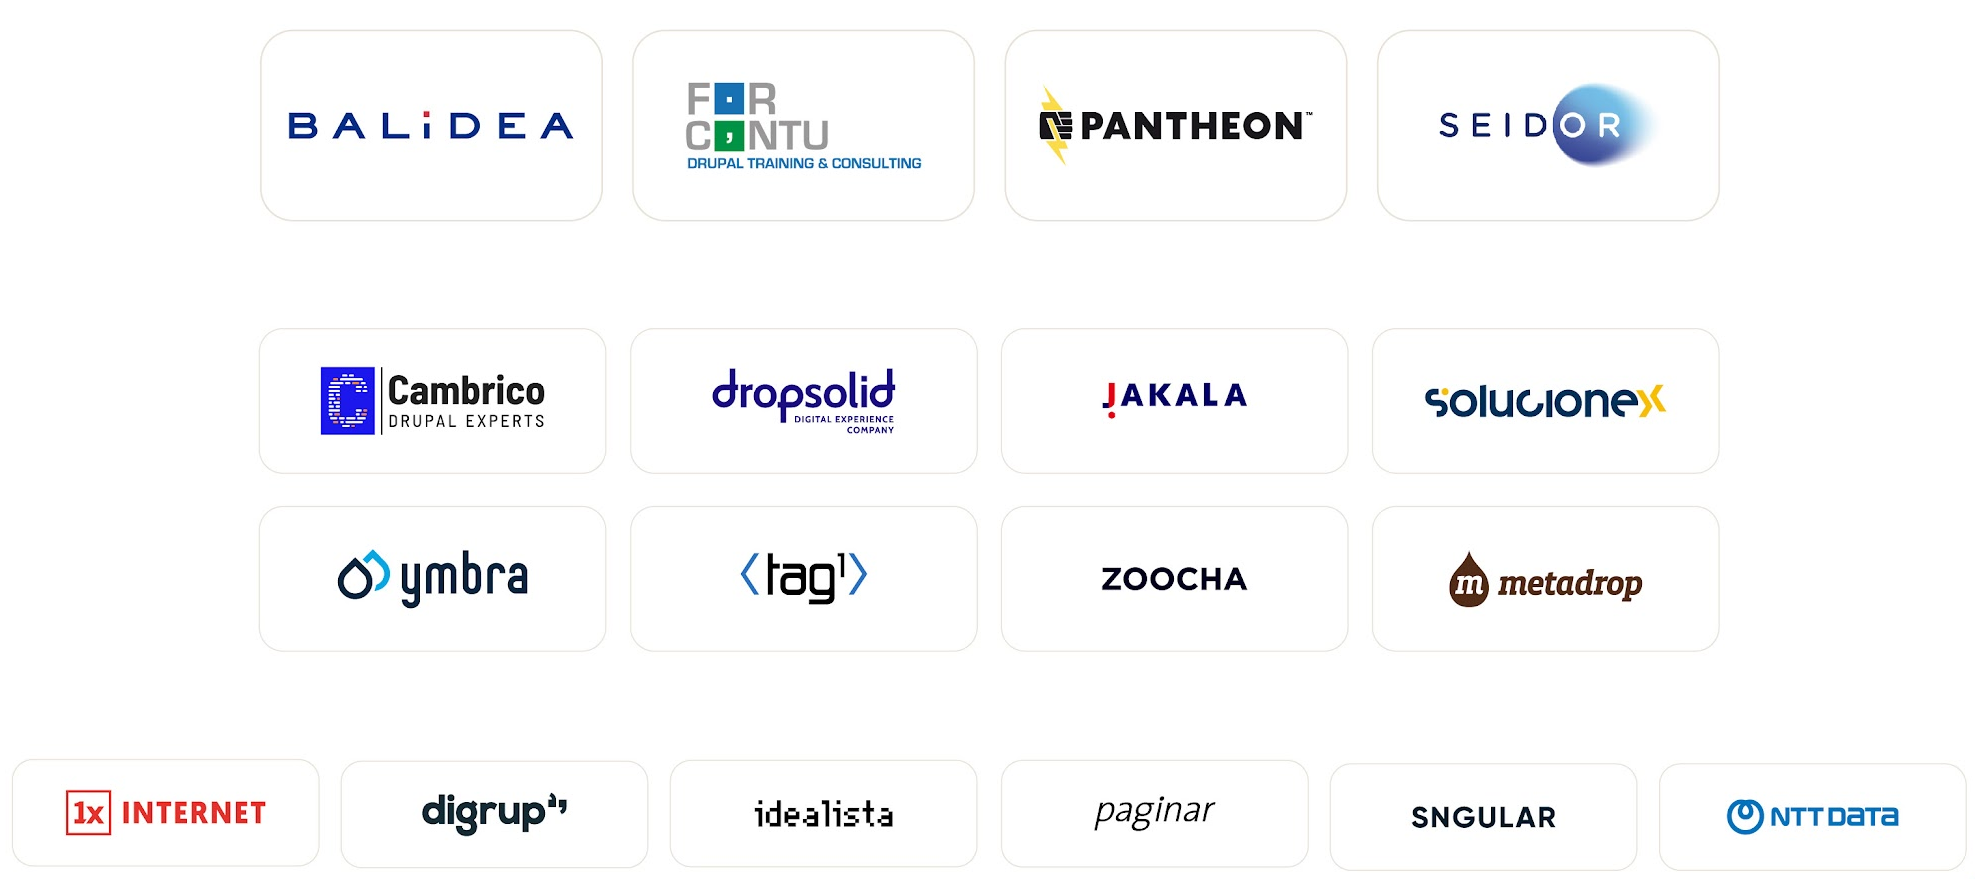 BALiDEA
FOR
CONTU
DRUPAL TRAINING & CONSULTING
PANTHEON™
SEIDOR
C Cambrico
DRUPAL EXPERTS
dropsolid
DIGITAL EXPERIENCE
COMPANY
JAKALA
solucionex
ymbra
<tag1>
ZOOCHA
m metadrop
1x INTERNET
digrup
idealista
paginar
SNGULAR
NTT DATA